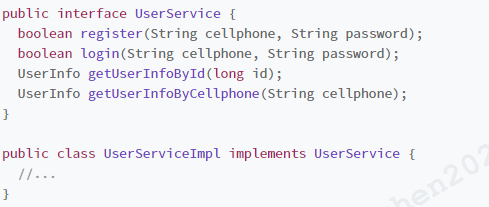 public interface UserService {
  boolean register(String cellphone, String password);
  boolean login(String cellphone, String password);
  UserInfo getUserInfoById(long id);
  UserInfo getUserInfoByCellphone(String cellphone);
}

public class UserServiceImpl implements UserService {
  //...
}